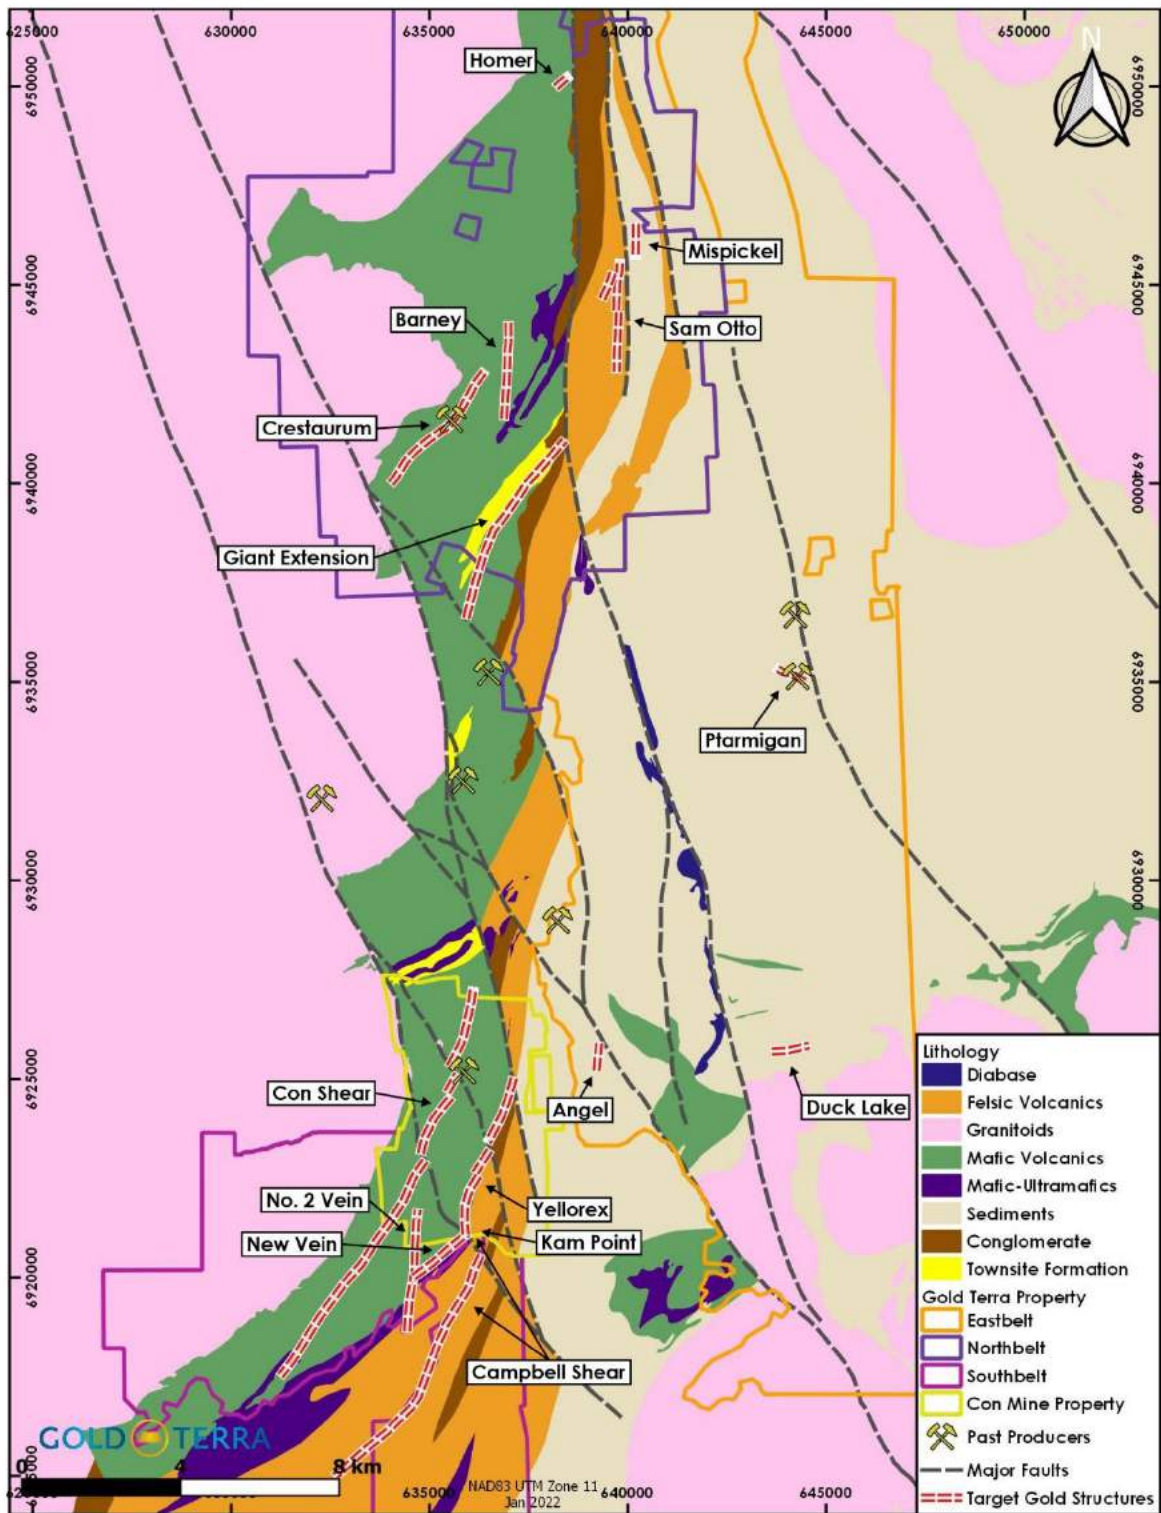 625000 630000 635000 640000 645000 650000
N
Homer
6950000 6950000
Mispickel
6945000 6945000
Barney
Sam Otto
Crestaurum
6940000 6940000
Giant Extension
6935000 6935000
Ptarmigan
6930000 6930000
Con Shear
6925000
Angel
Duck Lake
No. 2 Vein
Yellorex
New Vein
Kam Point
6920000
Campbell Shear
Lithology
Diabase
Felsic Volcanics
Granitoids
Mafic Volcanics
Mafic-Ultramafics
Sediments
Conglomerate
Townsite Formation
Gold Terra Property
Eastbelt
Northbelt
Southbelt
Con Mine Property
Past Producers
Major Faults
Target Gold Structures
GOLD TERRA
4 8 km
NAD83 UTM Zone 11
Jan 2022
635000 640000 645000